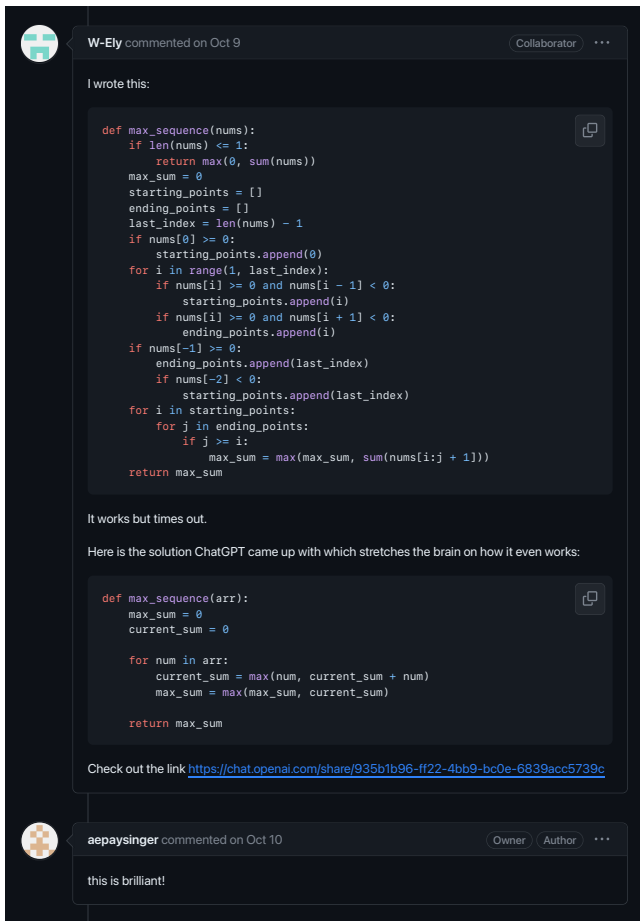 W-Ely commented on Oct 9 Collaborator ...
I wrote this:
def max_sequence(nums):
    if len(nums) <= 1:
        return max(0, sum(nums))
    max_sum = 0
    starting_points = []
    ending_points = []
    last_index = len(nums) - 1
    if nums[0] >= 0:
        starting_points.append(0)
    for i in range(1, last_index):
        if nums[i] >= 0 and nums[i - 1] < 0:
            starting_points.append(i)
        if nums[i] >= 0 and nums[i + 1] < 0:
            ending_points.append(i)
    if nums[-1] >= 0:
        ending_points.append(last_index)
        if nums[-2] < 0:
            starting_points.append(last_index)
    for i in starting_points:
        for j in ending_points:
            if j >= i:
                max_sum = max(max_sum, sum(nums[i:j + 1]))
    return max_sum
It works but times out.
Here is the solution ChatGPT came up with which stretches the brain on how it even works:
def max_sequence(arr):
    max_sum = 0
    current_sum = 0
    for num in arr:
        current_sum = max(num, current_sum + num)
        max_sum = max(max_sum, current_sum)
    return max_sum
Check out the link https://chat.openai.com/share/935b1b96-ff22-4bb9-bc0e-6839acc5739c
aepaysinger commented on Oct 10 Owner Author ...
this is brilliant!